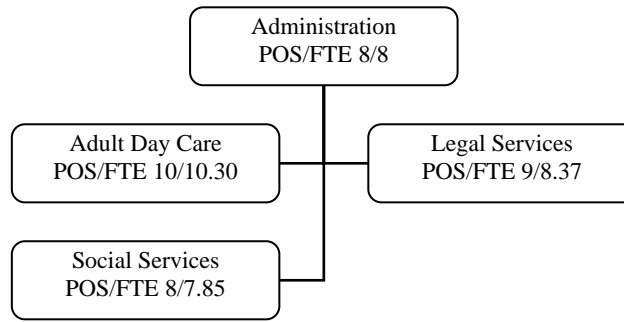 Administration
POS/FTE 8/8
Adult Day Care
POS/FTE 10/10.30
Legal Services
POS/FTE 9/8.37
Social Services
POS/FTE 8/7.85